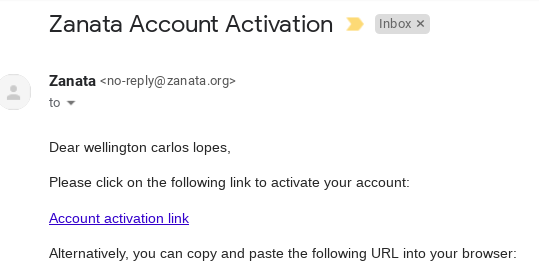 Zanata Account Activation Inbox ×
Zanata <no-reply@zanata.org>
to
Dear wellington carlos lopes,
Please click on the following link to activate your account:
Account activation link
Alternatively, you can copy and paste the following URL into your browser: